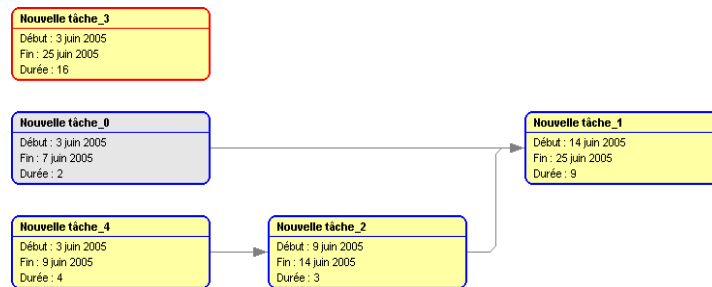 Nouvelle tâche_3
Début : 3 juin 2005
Fin : 25 juin 2005
Durée : 16
Nouvelle tâche_0
Début : 3 juin 2005
Fin : 7 juin 2005
Durée : 2
Nouvelle tâche_1
Début : 14 juin 2005
Fin : 25 juin 2005
Durée : 9
Nouvelle tâche_4
Début : 3 juin 2005
Fin : 9 juin 2005
Durée : 4
Nouvelle tâche_2
Début : 9 juin 2005
Fin : 14 juin 2005
Durée : 3